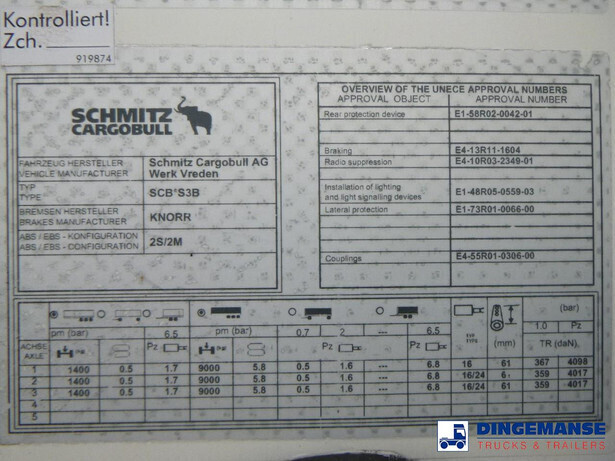 Kontrolliert!
Zch.
919874
SCHMITZ
CARGOBULL
FAHRZEUG HERSTELLER
VEHICLE MANUFACTURER
Schmitz Cargobull AG
Werk Vreden
TYP
TYPE
SCB*S3B
BREMSEN HERSTELLER
BRAKES MANUFACTURER
KNORR
ABS / EBS - KONFIGURATION
ABS / EBS - CONFIGURATION
2S/2M
OVERVIEW OF THE UNECE APPROVAL NUMBERS
APPROVAL OBJECT APPROVAL NUMBER
Rear protection device E1-58R02-0042-01
Braking E4-13R11-1604
Radio suppression E4-10R03-2349-01
Installation of lighting
and light signalling devices E1-48R05-0559-03
Lateral protection E1-73R01-0066-00
Couplings E4-55R01-0306-00
pm (bar) 6.5 pm (bar) 0.7 2 ... 6.5 TYP TYPE (mm) (bar)
1.0 Pz
ACHSE
AXLE
Pz Pz TR (daN)
1 1400 0.5 1.7 9000 5.8 0.5 1.6 ... 6.8 16 61 367 4098
2 1400 0.5 1.7 9000 5.8 0.5 1.6 ... 6.8 16/24 6 359 4017
3 1400 0.5 1.7 9000 5.8 0.5 1.6 ... 6.8 16/24 61 359 4017
4
5
DINGEMANSE
TRUCKS & TRAILERS